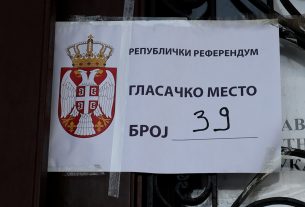 РЕПУБЛИЧКИ РЕФЕРЕНДУМ
ГЛАСАЧКО МЕСТО
БРОЈ 39